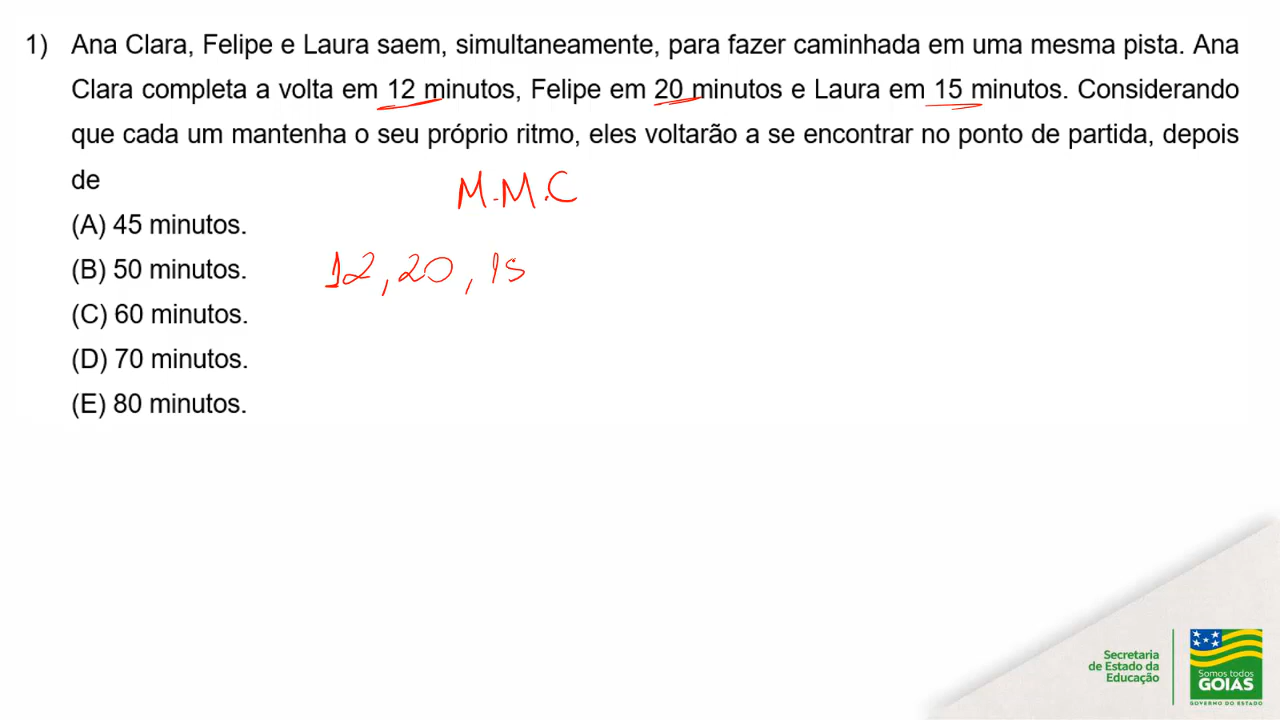 1) Ana Clara, Felipe e Laura saem, simultaneamente, para fazer caminhada em uma mesma pista. Ana
Clara completa a volta em 12 minutos, Felipe em 20 minutos e Laura em 15 minutos. Considerando
que cada um mantenha o seu próprio ritmo, eles voltarão a se encontrar no ponto de partida, depois
de
M.M.C
(A) 45 minutos.
(B) 50 minutos.
12, 20, 15
(C) 60 minutos.
(D) 70 minutos.
(E) 80 minutos.
Secretaria
de Estado da
Educação
Somos todos
GOIÁS
GOVERNO DO ESTADO